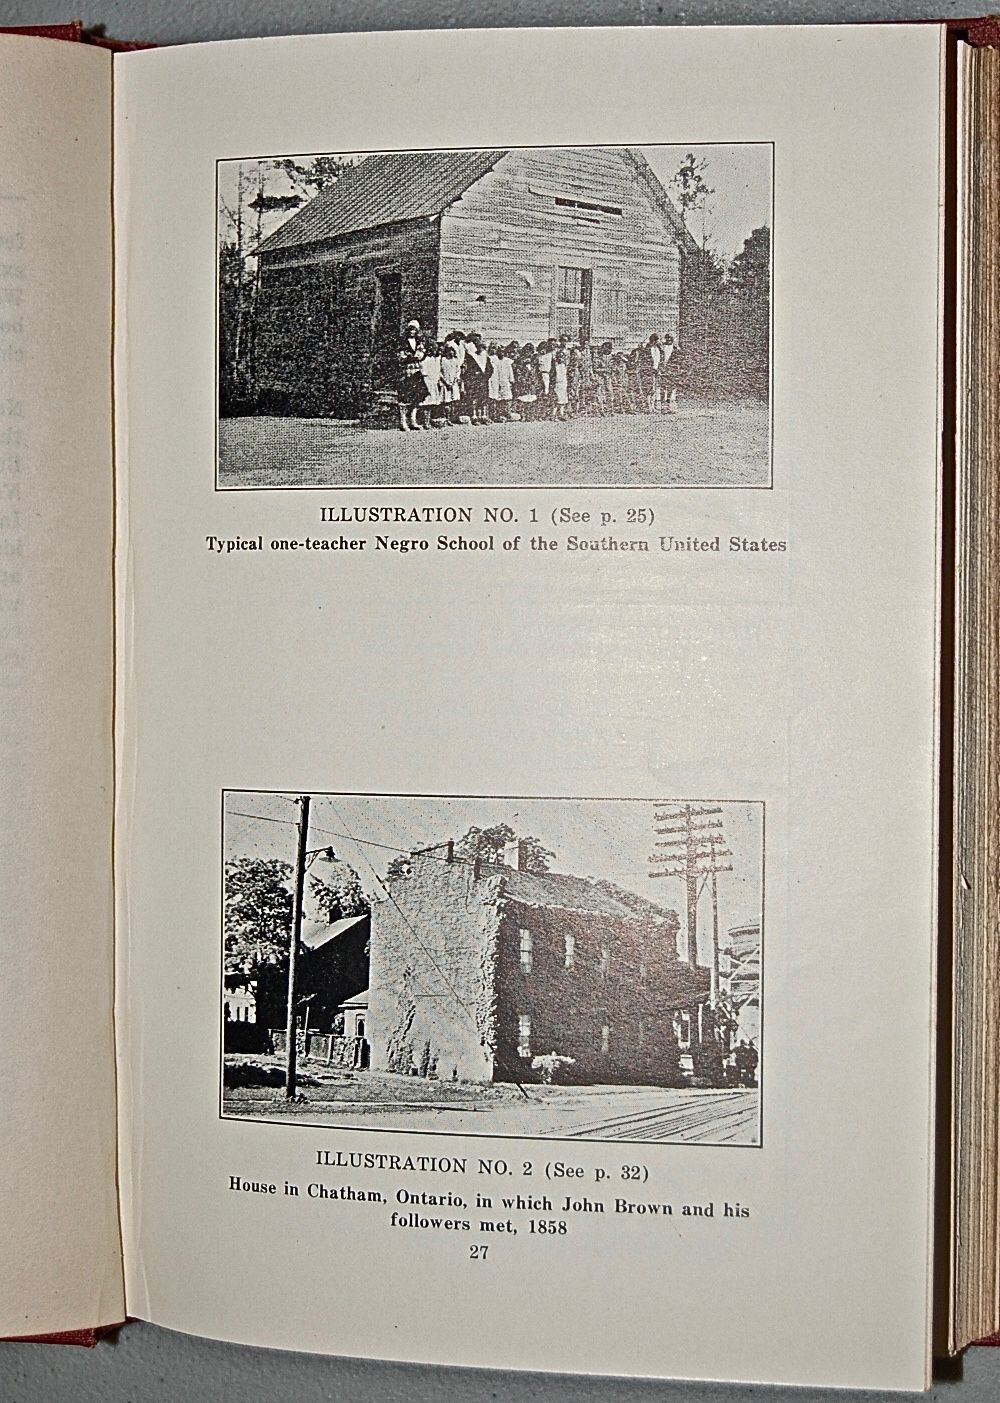 ILLUSTRATION NO. 1 (See p. 25)
Typical one-teacher Negro School of the Southern United States
ILLUSTRATION NO. 2 (See p. 32)
House in Chatham, Ontario, in which John Brown and his
followers met, 1858
27